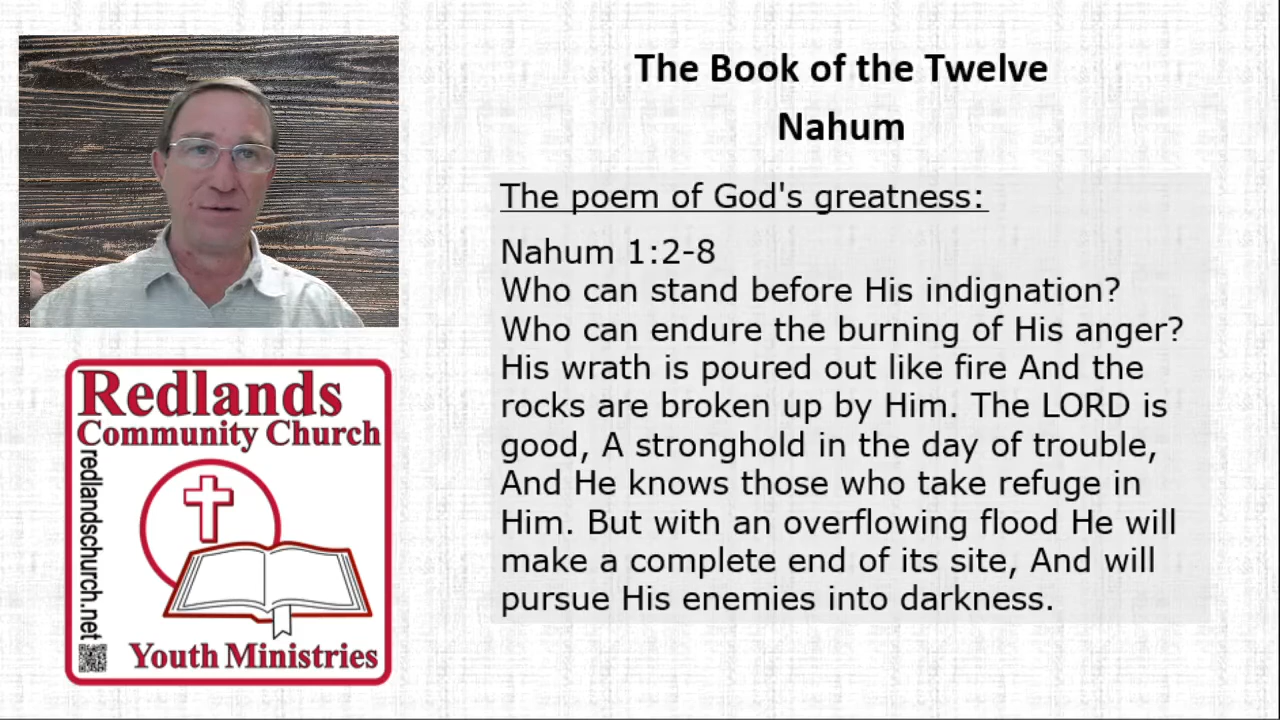 The Book of the Twelve
Nahum
The poem of God's greatness:
Nahum 1:2-8
Who can stand before His indignation?
Who can endure the burning of His anger?
His wrath is poured out like fire And the
rocks are broken up by Him. The LORD is
good, A stronghold in the day of trouble,
And He knows those who take refuge in
Him. But with an overflowing flood He will
make a complete end of its site, And will
pursue His enemies into darkness.
Redlands
Community Church
redlandschurch.net
Youth Ministries